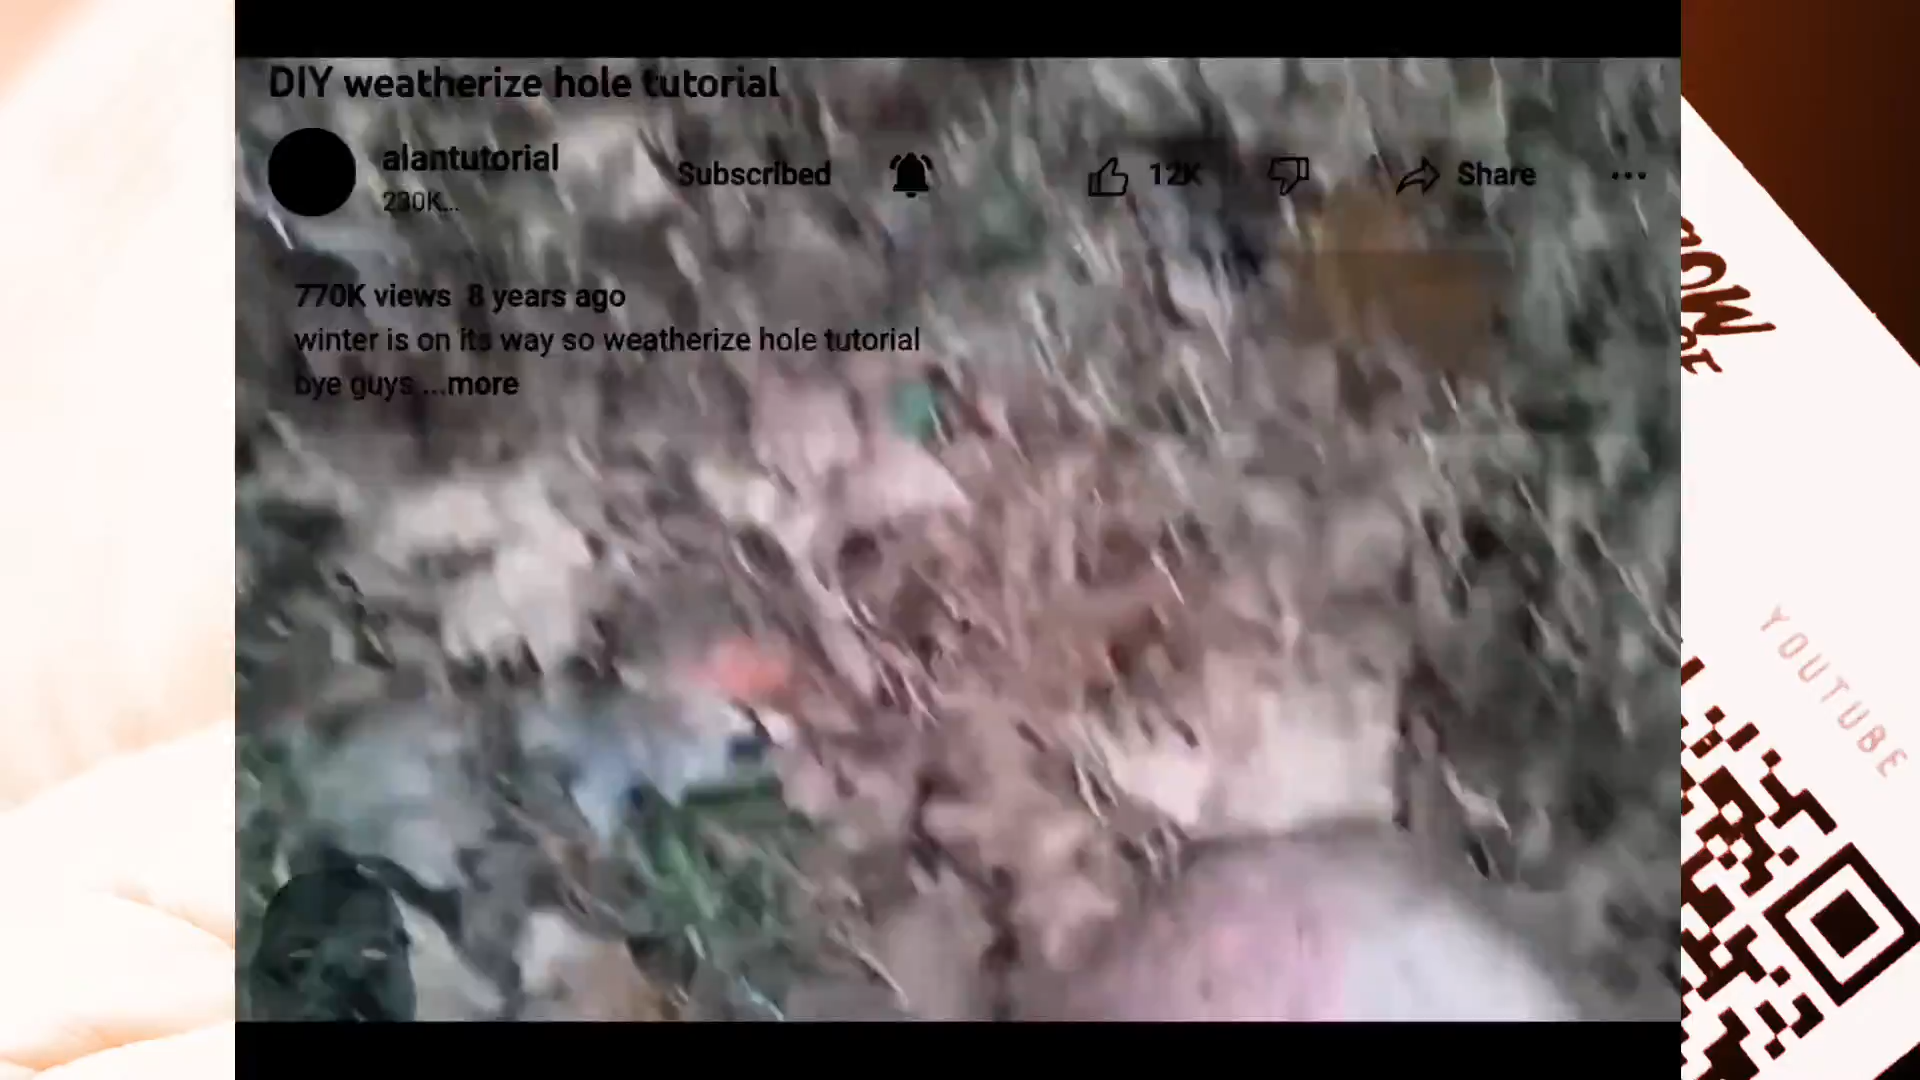 DIY weatherize hole tutorial
alantutorial
230K...
Subscribed
12K
Share
...
770K views 8 years ago
winter is on its way so weatherize hole tutorial
bye guys ...more
YOUTUBE